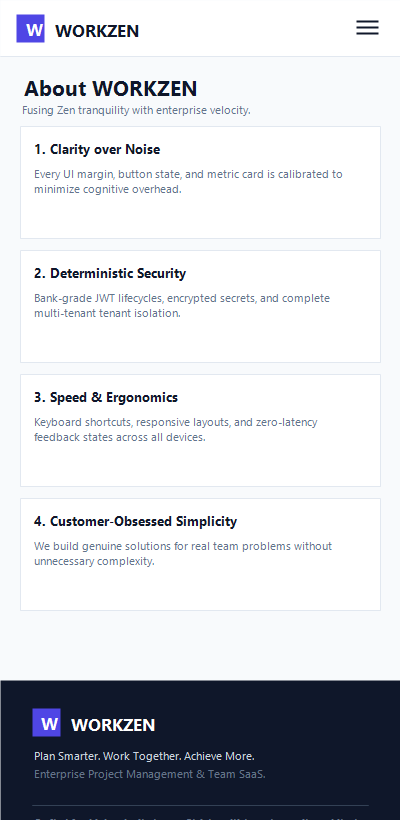 W WORKZEN
About WORKZEN
Fusing Zen tranquility with enterprise velocity.
1. Clarity over Noise
Every UI margin, button state, and metric card is calibrated to
minimize cognitive overhead.
2. Deterministic Security
Bank-grade JWT lifecycles, encrypted secrets, and complete
multi-tenant tenant isolation.
3. Speed & Ergonomics
Keyboard shortcuts, responsive layouts, and zero-latency
feedback states across all devices.
4. Customer-Obsessed Simplicity
We build genuine solutions for real team problems without
unnecessary complexity.
W WORKZEN
Plan Smarter. Work Together. Achieve More.
Enterprise Project Management & Team SaaS.